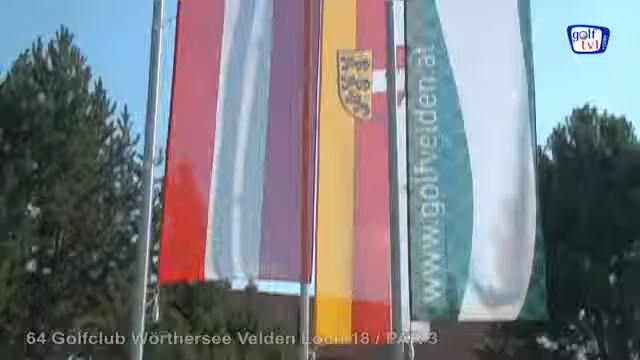 golf
tv1
www.golfvelden.at
64 Golfclub Wörthersee Velden Loch 18 / PAR 3